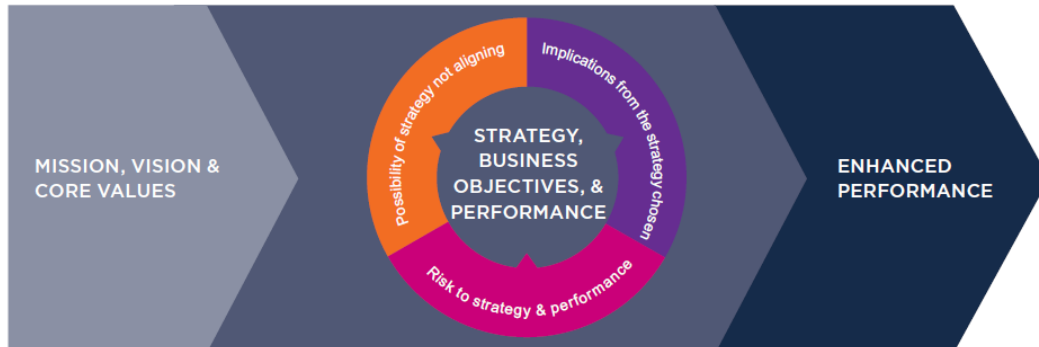 MISSION, VISION &
CORE VALUES
Possibility of strategy not aligning
Implications from the strategy chosen
STRATEGY,
BUSINESS
OBJECTIVES, &
PERFORMANCE
Risk to strategy & performance
ENHANCED
PERFORMANCE